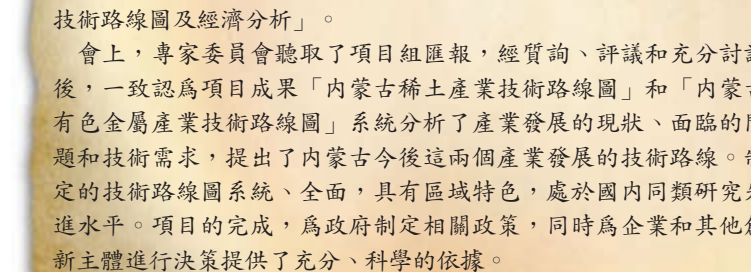 技術路線圖及經濟分析」。
會上，專家委員會聽取了項目組匯報，經質詢、評議和充分討
後，一致認爲項目成果「内蒙古稀土產業技術路線圖」和「内蒙
有色金屬產業技術路線圖」系統分析了產業發展的現狀、面臨的
題和技術需求，提出了内蒙古今後這兩個產業發展的技術路線。
定的技術路線圖系統、全面，具有區域特色，處於國内同類研究
進水平。項目的完成，爲政府制定相關政策，同時爲企業和其他
新主體進行決策提供了充分、科學的依據。